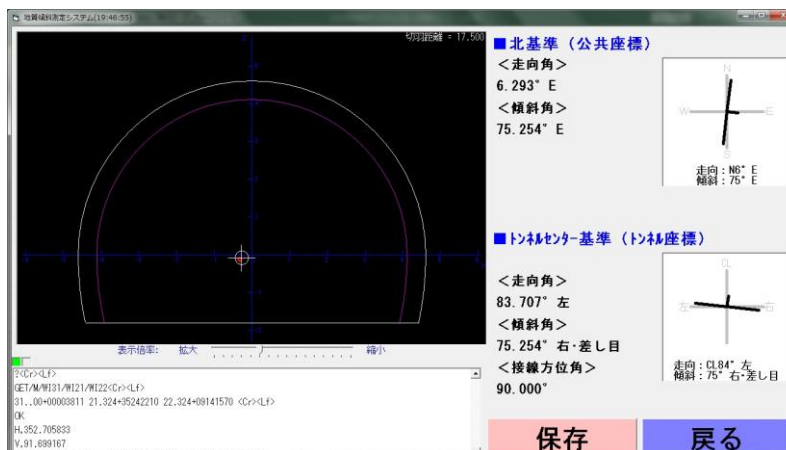 地質傾斜測定システム(19:46:55)
切羽距離 = 17.500
表示倍率: 拡大 縮小
?<Cr><Lf>
GET/M/WI31/WI21/WI22<Cr><Lf>
31..00+00003811 21.324+35242210 22.324+09141570 <Cr><Lf>
OK
H,352.705833
V,91.699167
■北基準（公共座標）
<走向角>
6.293° E
<傾斜角>
75.254° E
N
W E
S
走向：N6° E
傾斜：75° E
■トンネルセンター基準（トンネル座標）
<走向角>
83.707° 左
<傾斜角>
75.254° 右・差し目
<接線方位角>
90.000°
CL
左 右
走向：CL84° 左
傾斜：75° 右・差し目
保存 戻る